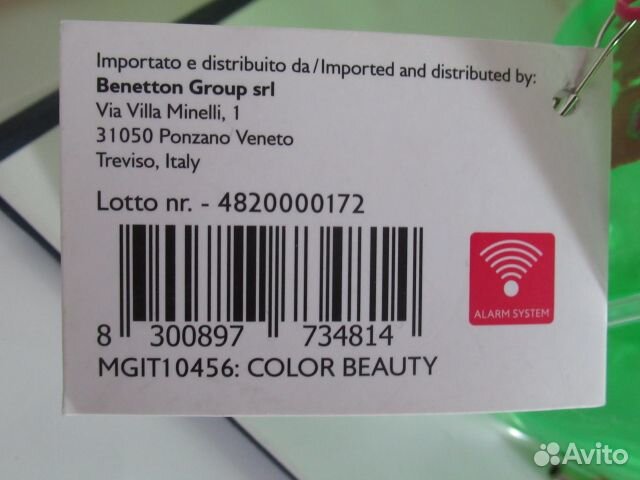 Importato e distribuito da/Imported and distributed by:
Benetton Group srl
Via Villa Minelli, 1
31050 Ponzano Veneto
Treviso, Italy
Lotto nr. - 4820000172
8 300897 734814
MGIT10456: COLOR BEAUTY
ALARM SYSTEM
Avito